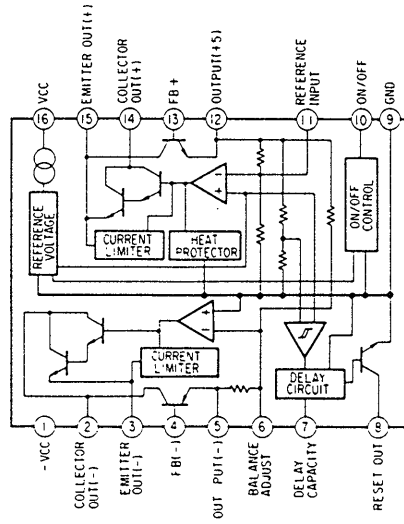 VCC
EMITTER OUT(+)
COLLECTOR
OUT(+)
FB+
OUTPUT(+5)
REFERENCE
INPUT
ON/OFF
GND
16
15
14
13
12
11
10
9
REFERENCE
VOLTAGE
CURRENT
LIMITER
HEAT
PROTECTOR
ON/OFF
CONTROL
-
+
+
-
CURRENT
LIMITER
DELAY
CIRCUIT
1
2
3
4
5
6
7
8
-VCC
COLLECTOR
OUT(-)
EMITTER
OUT(-)
FB(-)
OUT PUT(-)
BALANCE
ADJUST
DELAY
CAPACITY
RESET OUT